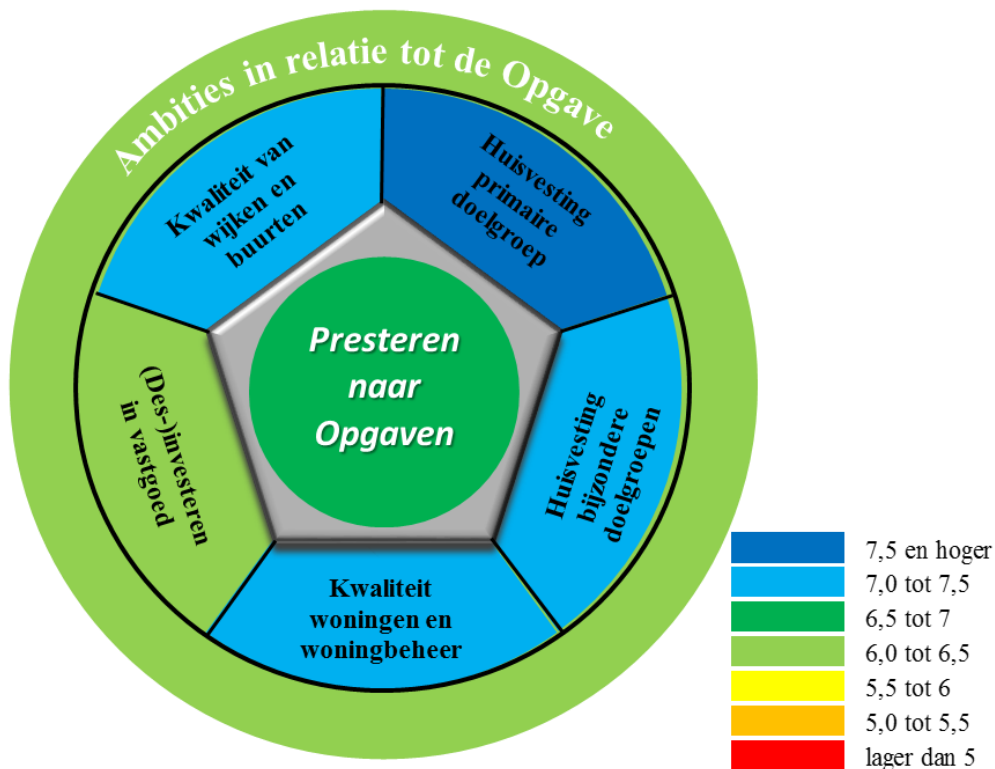 Ambities in relatie tot de Opgave
Kwaliteit van
wijken en
buurten
Huisvesting
primaire
doelgroep
(Des-)investeren
in vastgoed
Presteren
naar
Opgaven
Huisvesting
bijzondere
doelgroepen
Kwaliteit
woningen en
woningbeheer
7,5 en hoger
7,0 tot 7,5
6,5 tot 7
6,0 tot 6,5
5,5 tot 6
5,0 tot 5,5
lager dan 5